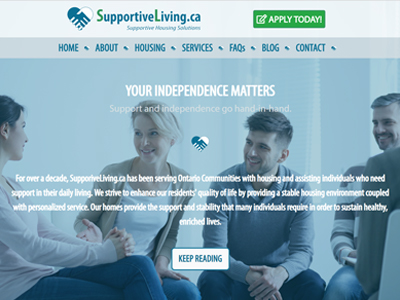 SupportiveLiving.ca
Supportive Housing Solutions
APPLY TODAY!
HOME ABOUT HOUSING SERVICES FAQs BLOG CONTACT
YOUR INDEPENDENCE MATTERS
Support and independence go hand-in-hand.
For over a decade, SupporiveLiving.ca has been serving Ontario Communities with housing and assisting individuals who need
support in their daily living. We strive to enhance our residents' quality of life by providing a stable housing environment coupled
with personalized service. Our homes provide the support and stability that many individuals require in order to sustain healthy,
enriched lives.
KEEP READING